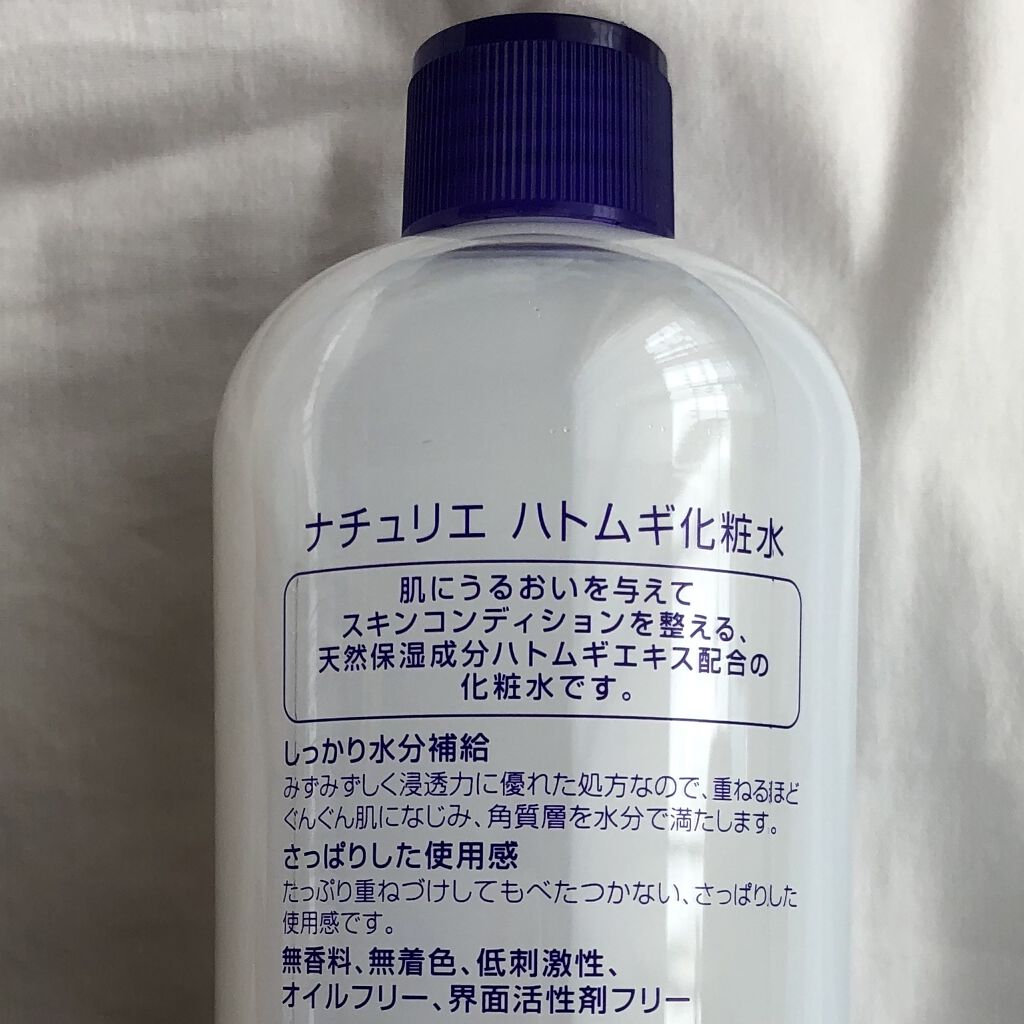 ナチュリエ ハトムギ化粧水
肌にうるおいを与えて
スキンコンディションを整える、
天然保湿成分ハトムギエキス配合の
化粧水です。
しっかり水分補給
みずみずしく浸透力に優れた処方なので、重ねるほど
ぐんぐん肌になじみ、角質層を水分で満たします。
さっぱりした使用感
たっぷり重ねづけしてもべたつかない、さっぱりした
使用感です。
無香料、無着色、低刺激性、
オイルフリー、界面活性剤フリー